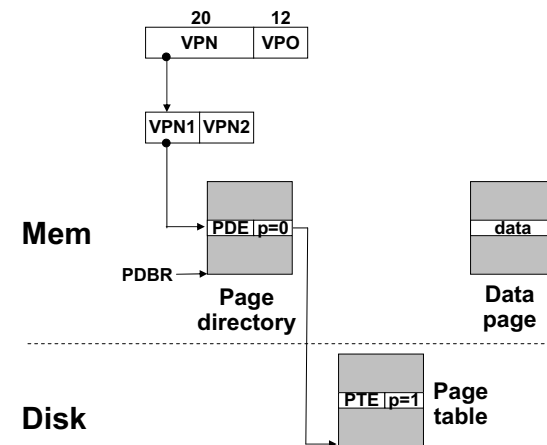 20 12
VPN VPO
VPN1 VPN2
Mem
PDE p=0
data
PDBR
Page
directory
Data
page
Disk
PTE p=1
Page
table